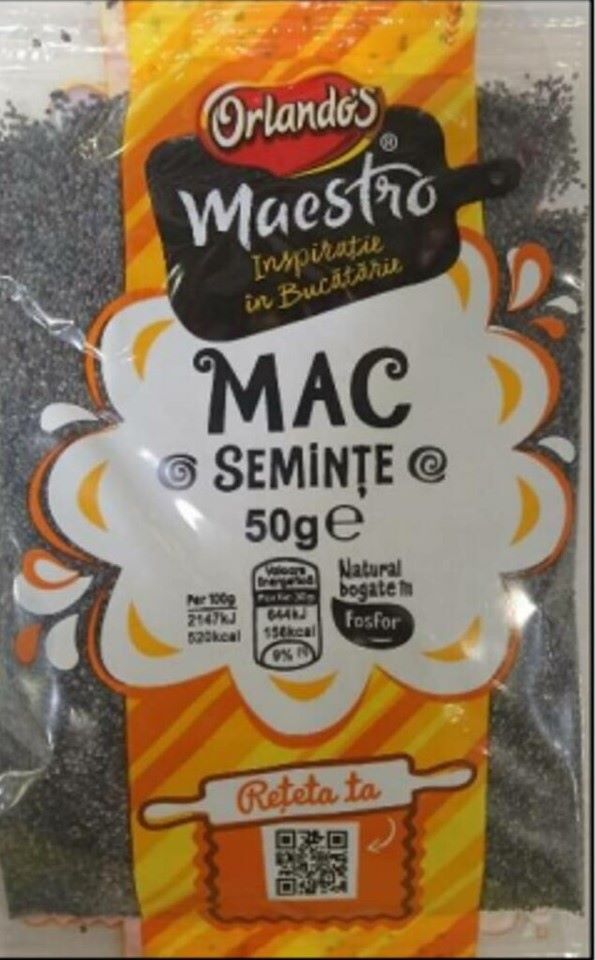 Orlando's
®
Maestro
Inspirație
în Bucătărie
MAC
SEMINȚE
50g℮
Natural
bogate în
fosfor
Valoare
Energetică
Per 100g
2147kJ
520kcal
644kJ
156kcal
9%
Rețeta ta